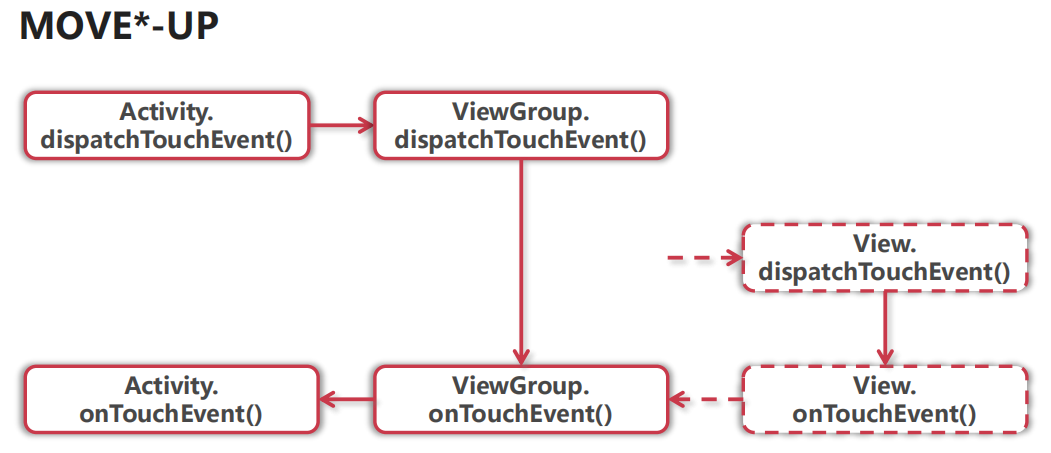 MOVE*-UP
Activity.
dispatchTouchEvent()
ViewGroup.
dispatchTouchEvent()
View.
dispatchTouchEvent()
Activity.
onTouchEvent()
ViewGroup.
onTouchEvent()
View.
onTouchEvent()